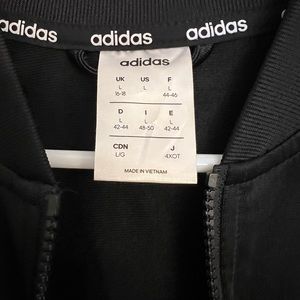 adidas adidas adidas
adidas
UK US F
L L L
16-18 44-46
D I E
L L L
42-44 48-50 42-44
CDN J
L/G 4XOT
MADE IN VIETNAM